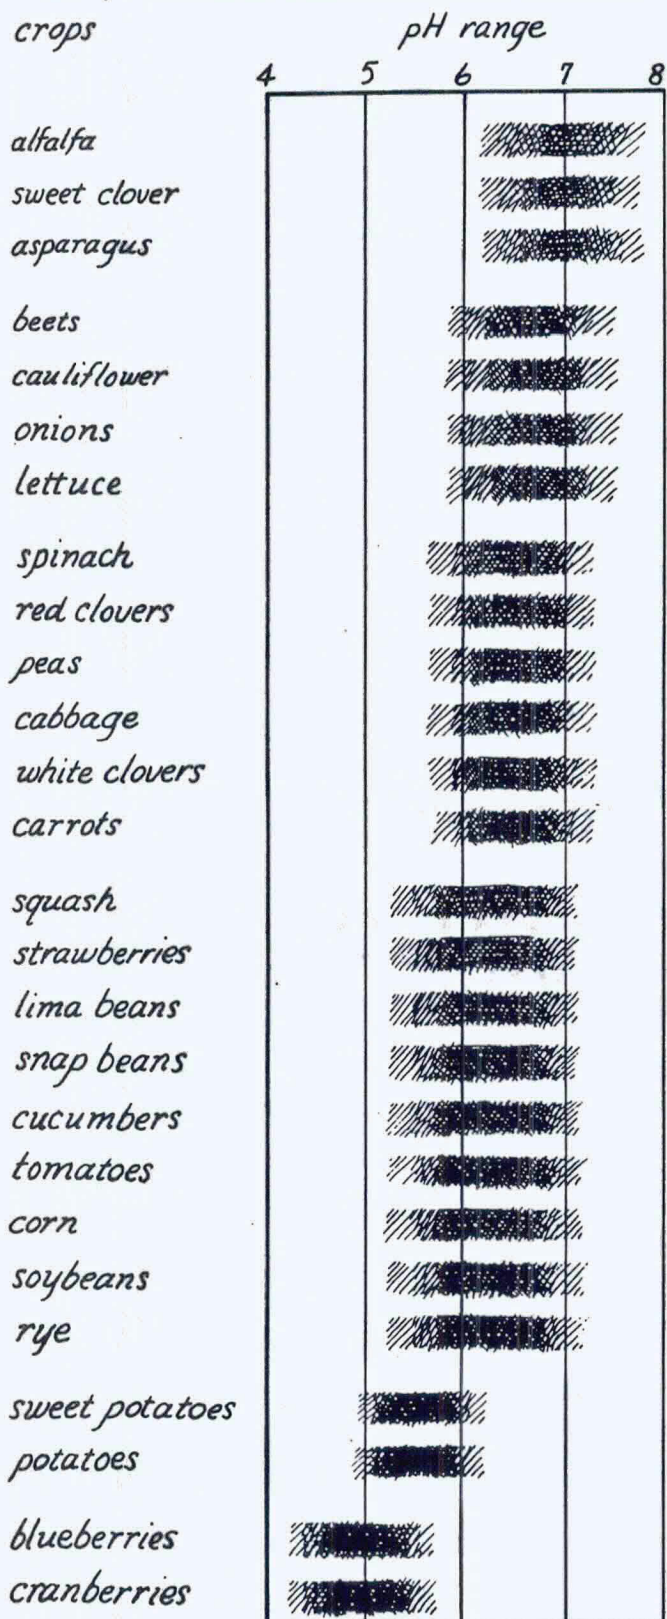 crops pH range
4 5 6 7 8
alfalfa
sweet clover
asparagus
beets
cauliflower
onions
lettuce
spinach
red clovers
peas
cabbage
white clovers
carrots
squash
strawberries
lima beans
snap beans
cucumbers
tomatoes
corn
soybeans
rye
sweet potatoes
potatoes
blueberries
cranberries